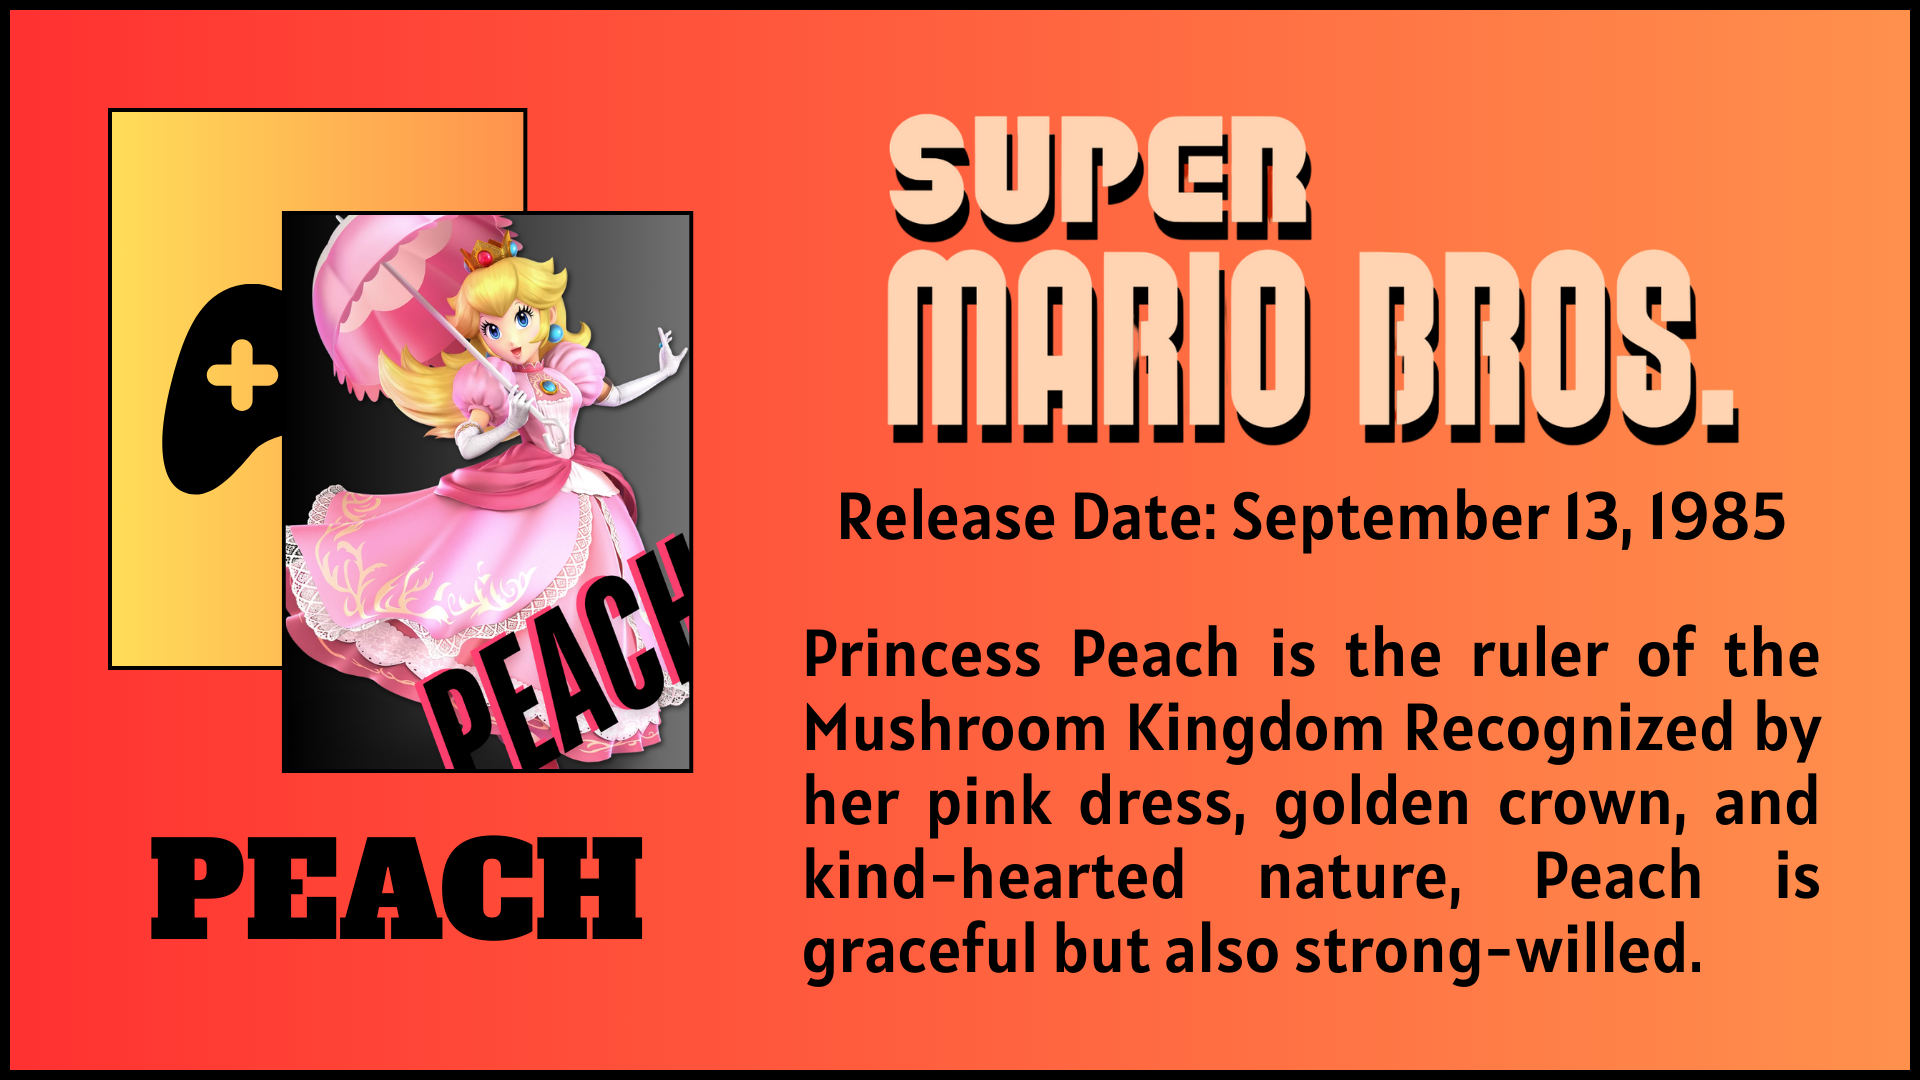 SUPER
MARIO BROS.
Release Date: September 13, 1985
Princess Peach is the ruler of the
Mushroom Kingdom Recognized by
her pink dress, golden crown, and
kind-hearted nature, Peach is
graceful but also strong-willed.
PEACH
PEACH